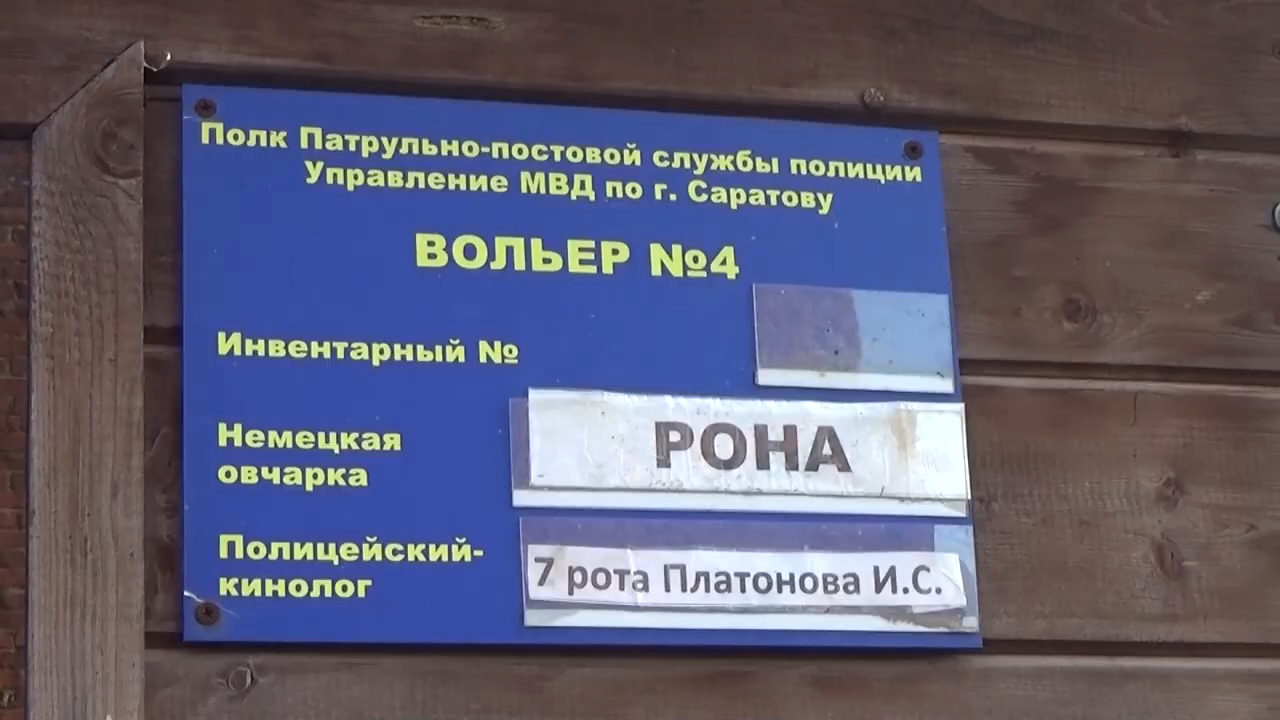 Полк Патрульно-постовой службы полиции
Управление МВД по г. Саратову
ВОЛЬЕР №4
Инвентарный №
Немецкая
овчарка
РОНА
Полицейский-
кинолог
7 рота Платонова И.С.